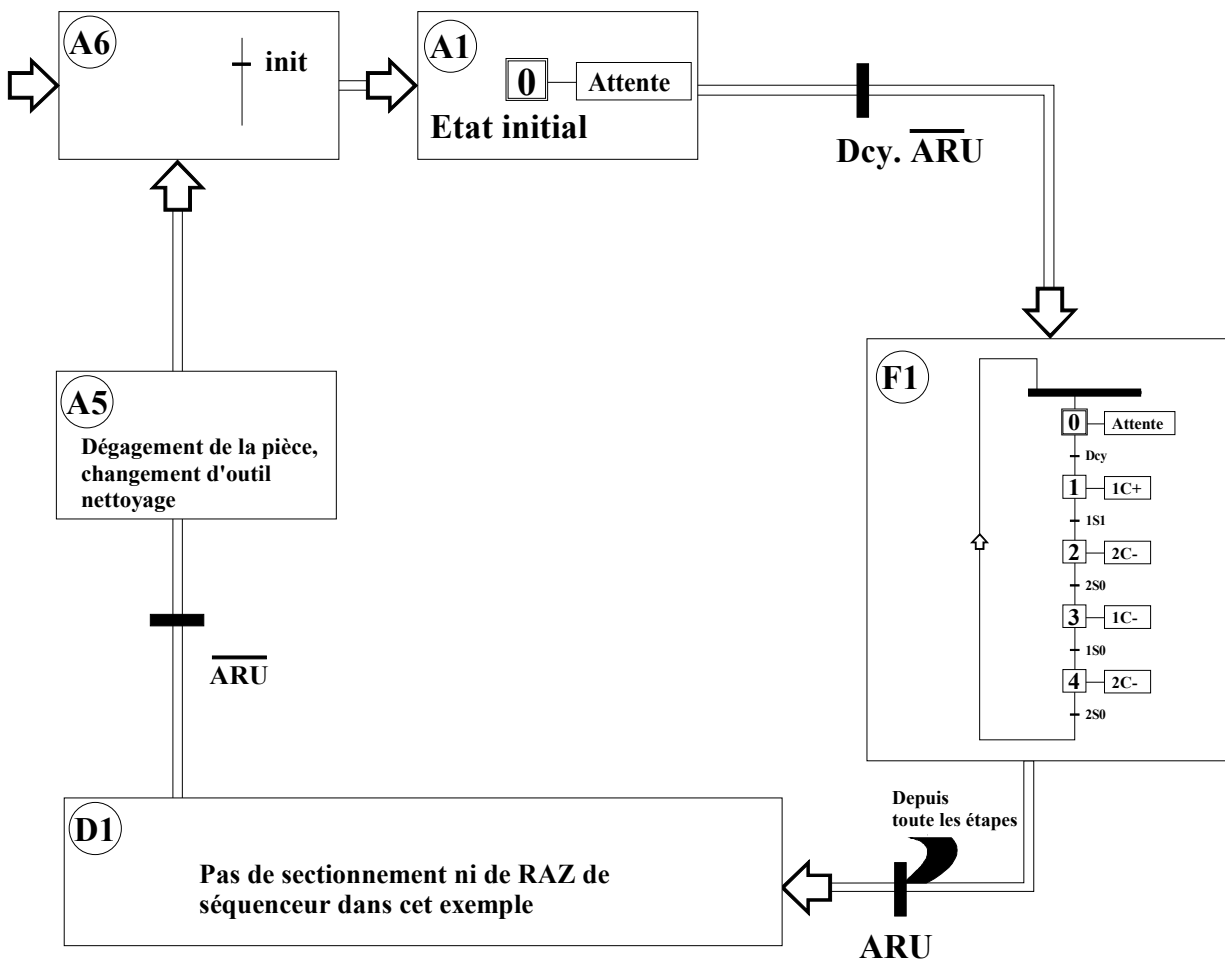 A6
init
A1
0
Attente
Etat initial
Dcy. A̅R̅U̅
F1
0
Attente
Dcy
1
1C+
1S1
2
2C-
2S0
3
1C-
1S0
4
2C-
2S0
A5
Dégagement de la pièce,
changement d'outil
nettoyage
A̅R̅U̅
D1
Pas de sectionnement ni de RAZ de
séquenceur dans cet exemple
Depuis
toute les étapes
ARU